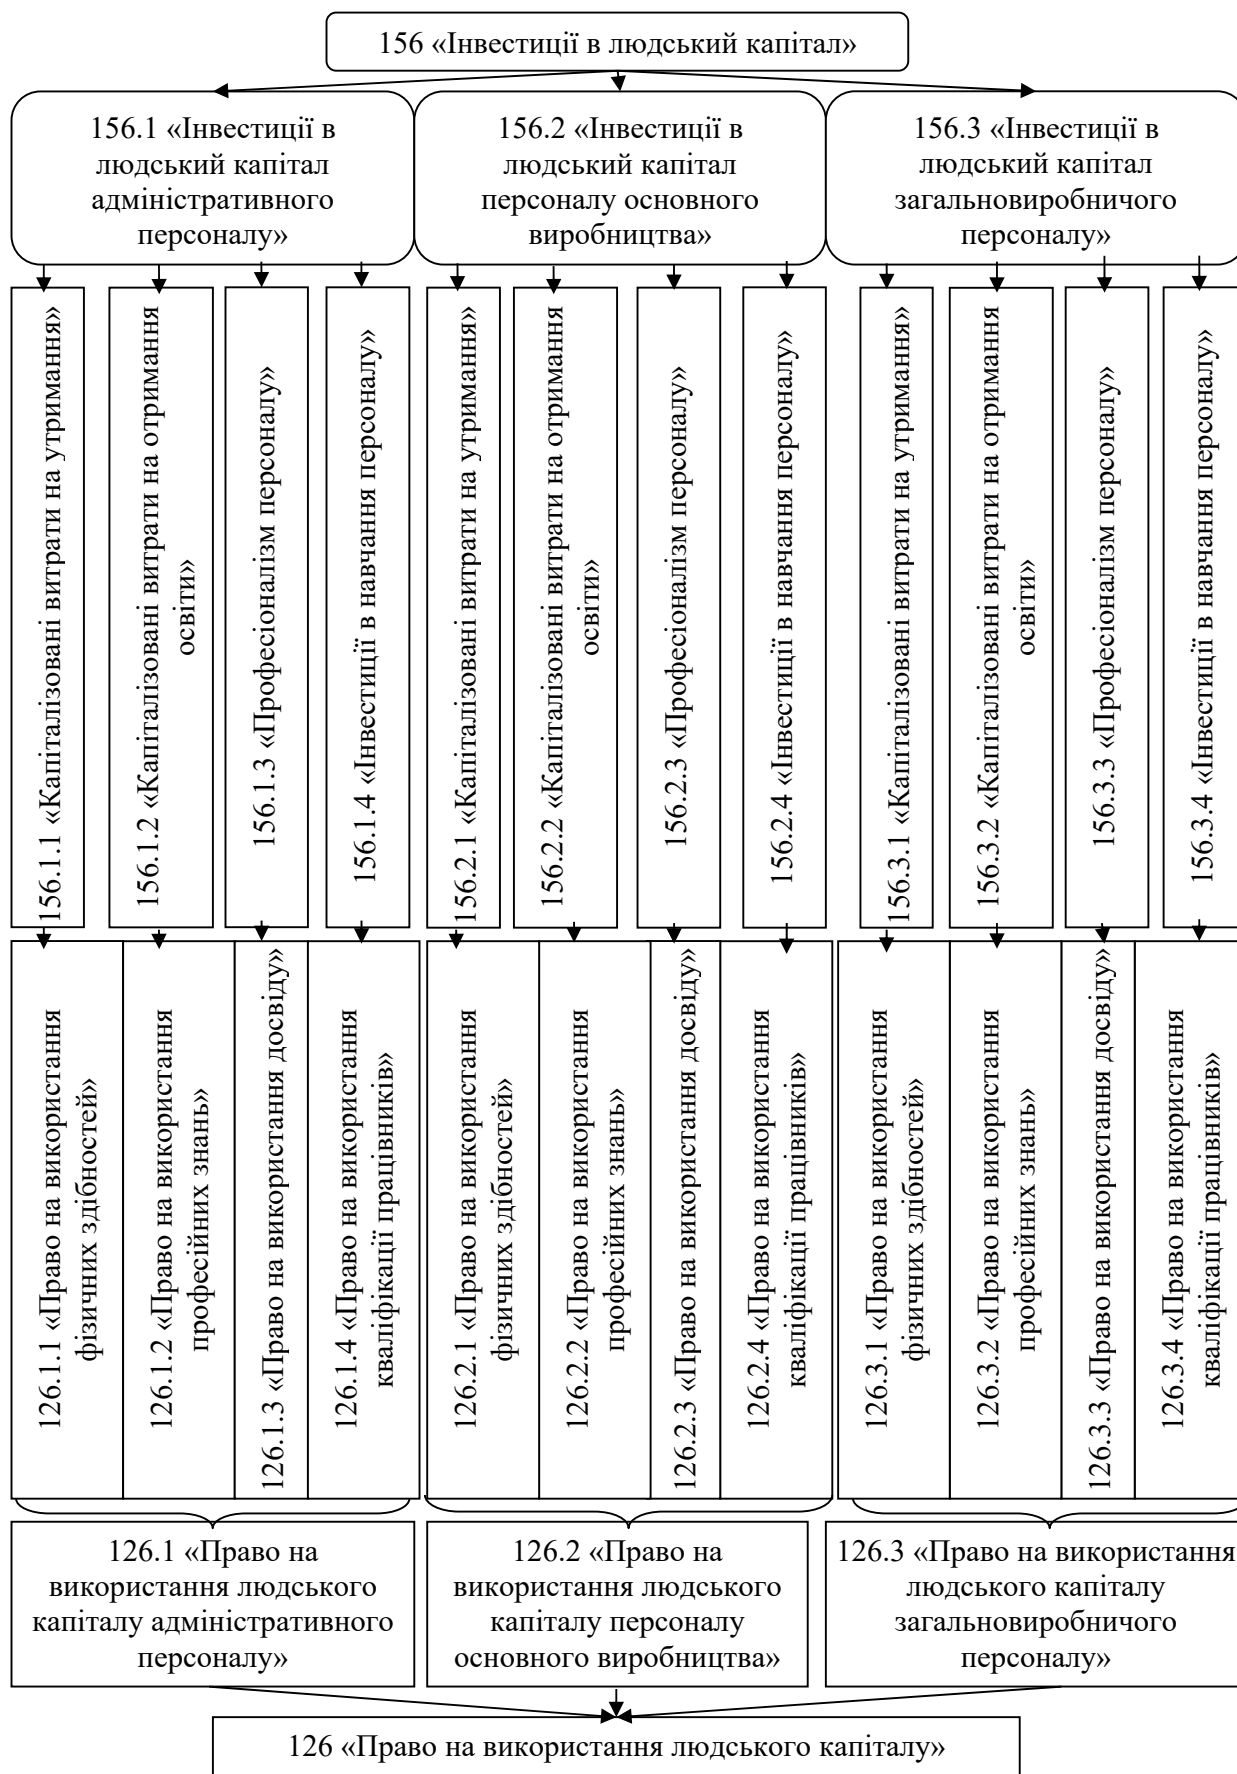 156 «Інвестиції в людський капітал»
156.1 «Інвестиції в
людський капітал
адміністративного
персоналу»
156.2 «Інвестиції в
людський капітал
персоналу основного
виробництва»
156.3 «Інвестиції в
людський капітал
загальновиробничого
персоналу»
156.1.1 «Капіталізовані витрати на утримання»
156.1.2 «Капіталізовані витрати на отримання
освіти»
156.1.3 «Професіоналізм персоналу»
156.1.4 «Інвестиції в навчання персоналу»
156.2.1 «Капіталізовані витрати на утримання»
156.2.2 «Капіталізовані витрати на отримання
освіти»
156.2.3 «Професіоналізм персоналу»
156.2.4 «Інвестиції в навчання персоналу»
156.3.1 «Капіталізовані витрати на утримання»
156.3.2 «Капіталізовані витрати на отримання
освіти»
156.3.3 «Професіоналізм персоналу»
156.3.4 «Інвестиції в навчання персоналу»
126.1.1 «Право на використання
фізичних здібностей»
126.1.2 «Право на використання
професійних знань»
126.1.3 «Право на використання досвіду»
126.1.4 «Право на використання
кваліфікації працівників»
126.2.1 «Право на використання
фізичних здібностей»
126.2.2 «Право на використання
професійних знань»
126.2.3 «Право на використання досвіду»
126.2.4 «Право на використання
кваліфікації працівників»
126.3.1 «Право на використання
фізичних здібностей»
126.3.2 «Право на використання
професійних знань»
126.3.3 «Право на використання досвіду»
126.3.4 «Право на використання
кваліфікації працівників»
126.1 «Право на
використання людського
капіталу адміністративного
персоналу»
126.2 «Право на
використання людського
капіталу персоналу
основного виробництва»
126.3 «Право на використання
людського капіталу
загальновиробничого
персоналу»
126 «Право на використання людського капіталу»